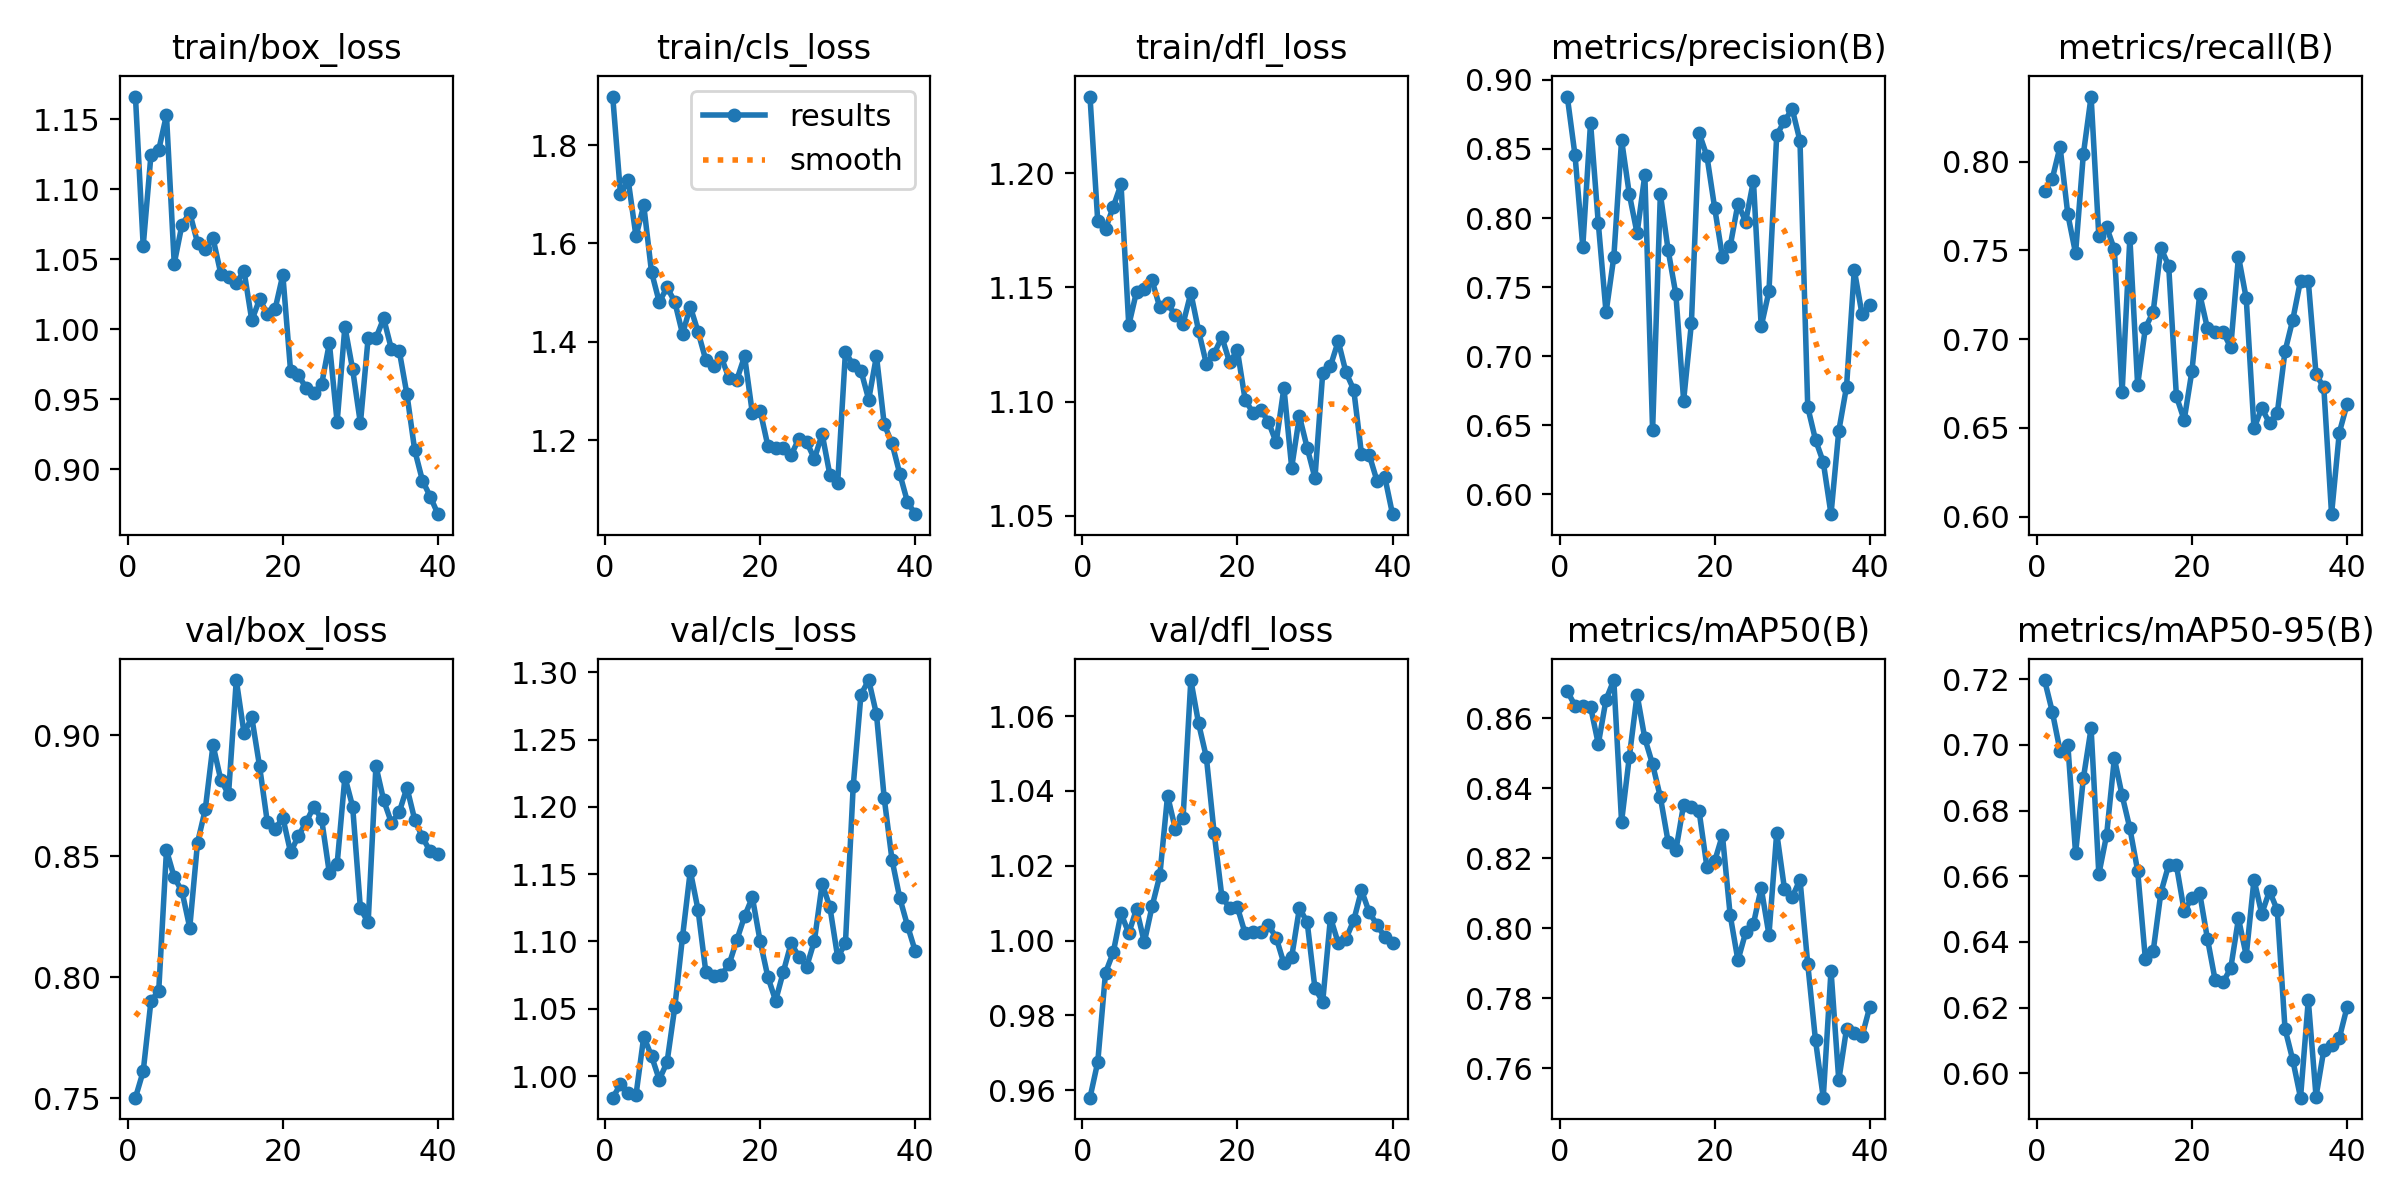 train/box_loss
train/cls_loss
train/dfl_loss
metrics/precision(B)
metrics/recall(B)
1.15
1.10
1.05
1.00
0.95
0.90
0 20 40
results
smooth
1.8
1.6
1.4
1.2
0 20 40
1.20
1.15
1.10
1.05
0 20 40
0.90
0.85
0.80
0.75
0.70
0.65
0.60
0 20 40
0.80
0.75
0.70
0.65
0.60
0 20 40
val/box_loss
val/cls_loss
val/dfl_loss
metrics/mAP50(B)
metrics/mAP50-95(B)
0.90
0.85
0.80
0.75
0 20 40
1.30
1.25
1.20
1.15
1.10
1.05
1.00
0 20 40
1.06
1.04
1.02
1.00
0.98
0.96
0 20 40
0.86
0.84
0.82
0.80
0.78
0.76
0 20 40
0.72
0.70
0.68
0.66
0.64
0.62
0.60
0 20 40